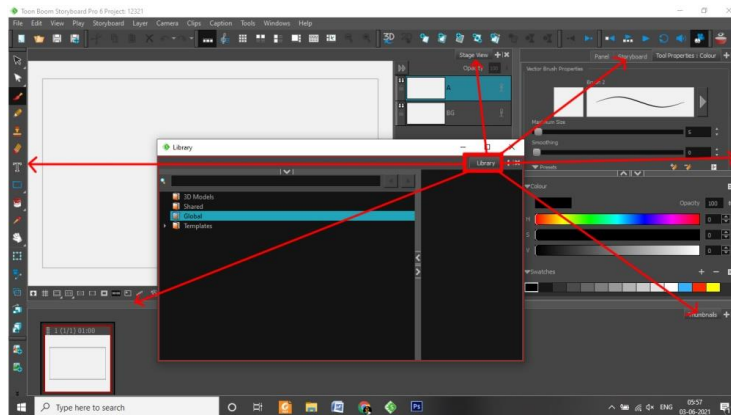 Toon Boom Storyboard Pro 6 Project: 12321
File Edit View Play Storyboard Layer Camera Clips Caption Tools Windows Help
Stage View
Panel Storyboard Tool Properties : Colour
Opacity
Vector Brush Properties
A
BG
Maximum Size
5
Smoothing
0
Presets
Library
Library
3D Models
Shared
Global
Templates
Colour
Opacity 100
H 0
S 0
V 0
Swatches
Thumbnails
1 (1/1) 01:00
Type here to search
Ps
ENG
05:57
03-06-2021